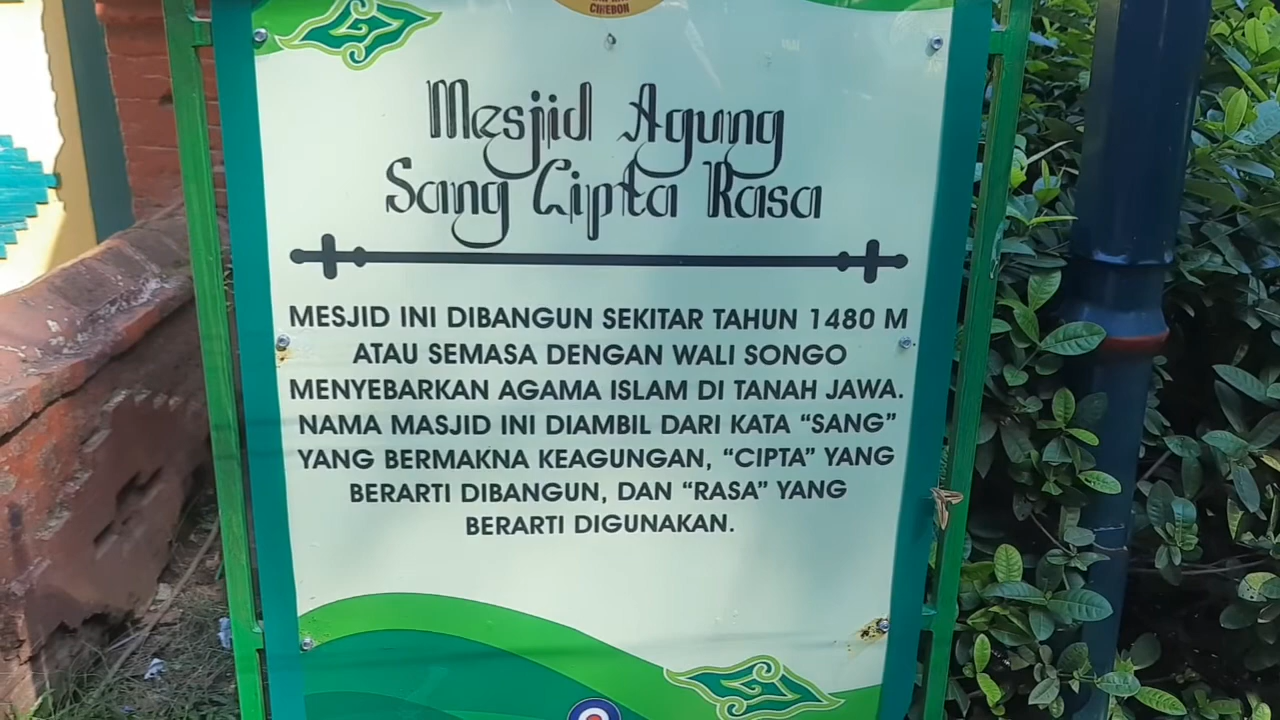 CIREBON
Mesjid Agung
Sang Cipta Rasa
MESJID INI DIBANGUN SEKITAR TAHUN 1480 M
ATAU SEMASA DENGAN WALI SONGO
MENYEBARKAN AGAMA ISLAM DI TANAH JAWA.
NAMA MASJID INI DIAMBIL DARI KATA “SANG”
YANG BERMAKNA KEAGUNGAN, “CIPTA” YANG
BERARTI DIBANGUN, DAN “RASA” YANG
BERARTI DIGUNAKAN.